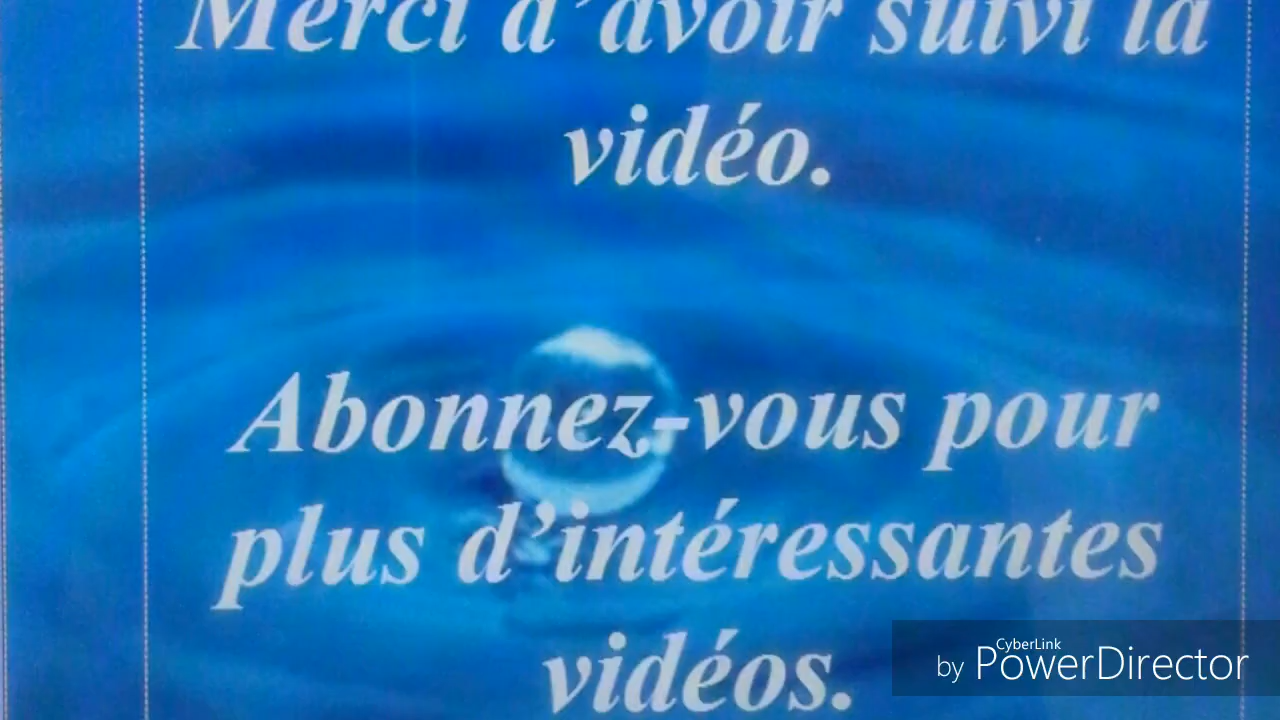 Merci d’avoir suivi la
vidéo.
Abonnez-vous pour
plus d’intéressantes
vidéos.
CyberLink
by PowerDirector